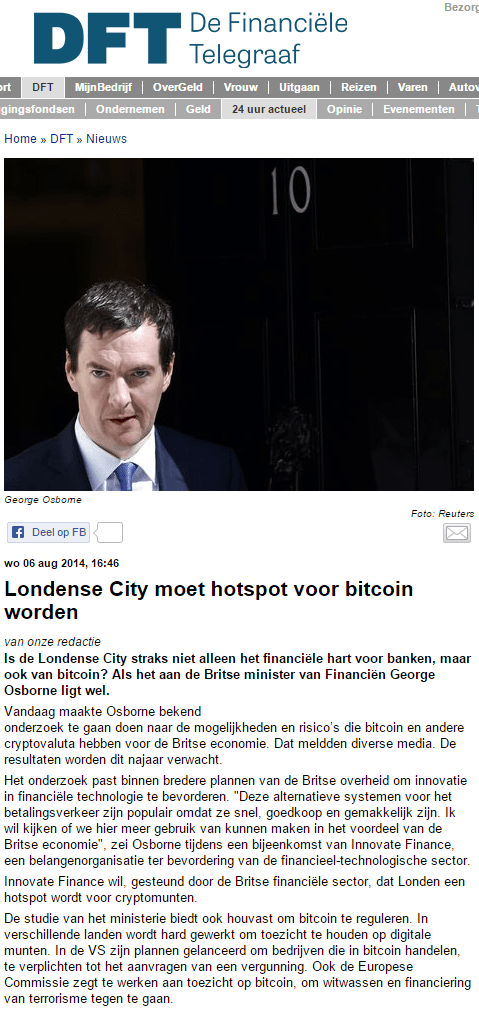 Bezorg
DFT De Financiële
Telegraaf
ort DFT MijnBedrijf OverGeld Vrouw Uitgaan Reizen Varen Autov
gingsfondsen Ondernemen Geld 24 uur actueel Opinie Evenementen
Home » DFT » Nieuws
10
George Osborne
Foto: Reuters
Deel op FB
wo 06 aug 2014, 16:46
Londense City moet hotspot voor bitcoin
worden
van onze redactie
Is de Londense City straks niet alleen het financiële hart voor banken, maar
ook van bitcoin? Als het aan de Britse minister van Financiën George
Osborne ligt wel.
Vandaag maakte Osborne bekend
onderzoek te gaan doen naar de mogelijkheden en risico's die bitcoin en andere
cryptovaluta hebben voor de Britse economie. Dat meldden diverse media. De
resultaten worden dit najaar verwacht.
Het onderzoek past binnen bredere plannen van de Britse overheid om innovatie
in financiële technologie te bevorderen. "Deze alternatieve systemen voor het
betalingsverkeer zijn populair omdat ze snel, goedkoop en gemakkelijk zijn. Ik
wil kijken of we hier meer gebruik van kunnen maken in het voordeel van de
Britse economie", zei Osborne tijdens een bijeenkomst van Innovate Finance,
een belangenorganisatie ter bevordering van de financieel-technologische sector.
Innovate Finance wil, gesteund door de Britse financiële sector, dat Londen een
hotspot wordt voor cryptomunten.
De studie van het ministerie biedt ook houvast om bitcoin te reguleren. In
verschillende landen wordt hard gewerkt om toezicht te houden op digitale
munten. In de VS zijn plannen gelanceerd om bedrijven die in bitcoin handelen,
te verplichten tot het aanvragen van een vergunning. Ook de Europese
Commissie zegt te werken aan toezicht op bitcoin, om witwassen en financiering
van terrorisme tegen te gaan.